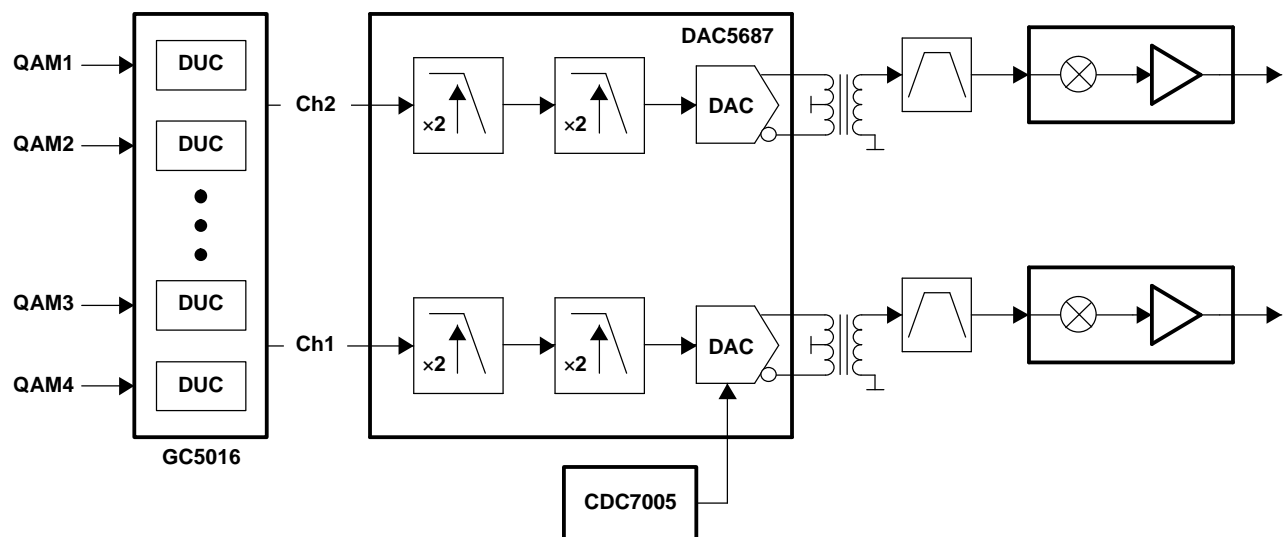 DAC5687
QAM1
DUC
×2
×2
DAC
Ch2
QAM2
DUC
QAM3
DUC
Ch1
×2
×2
DAC
QAM4
DUC
GC5016
CDC7005